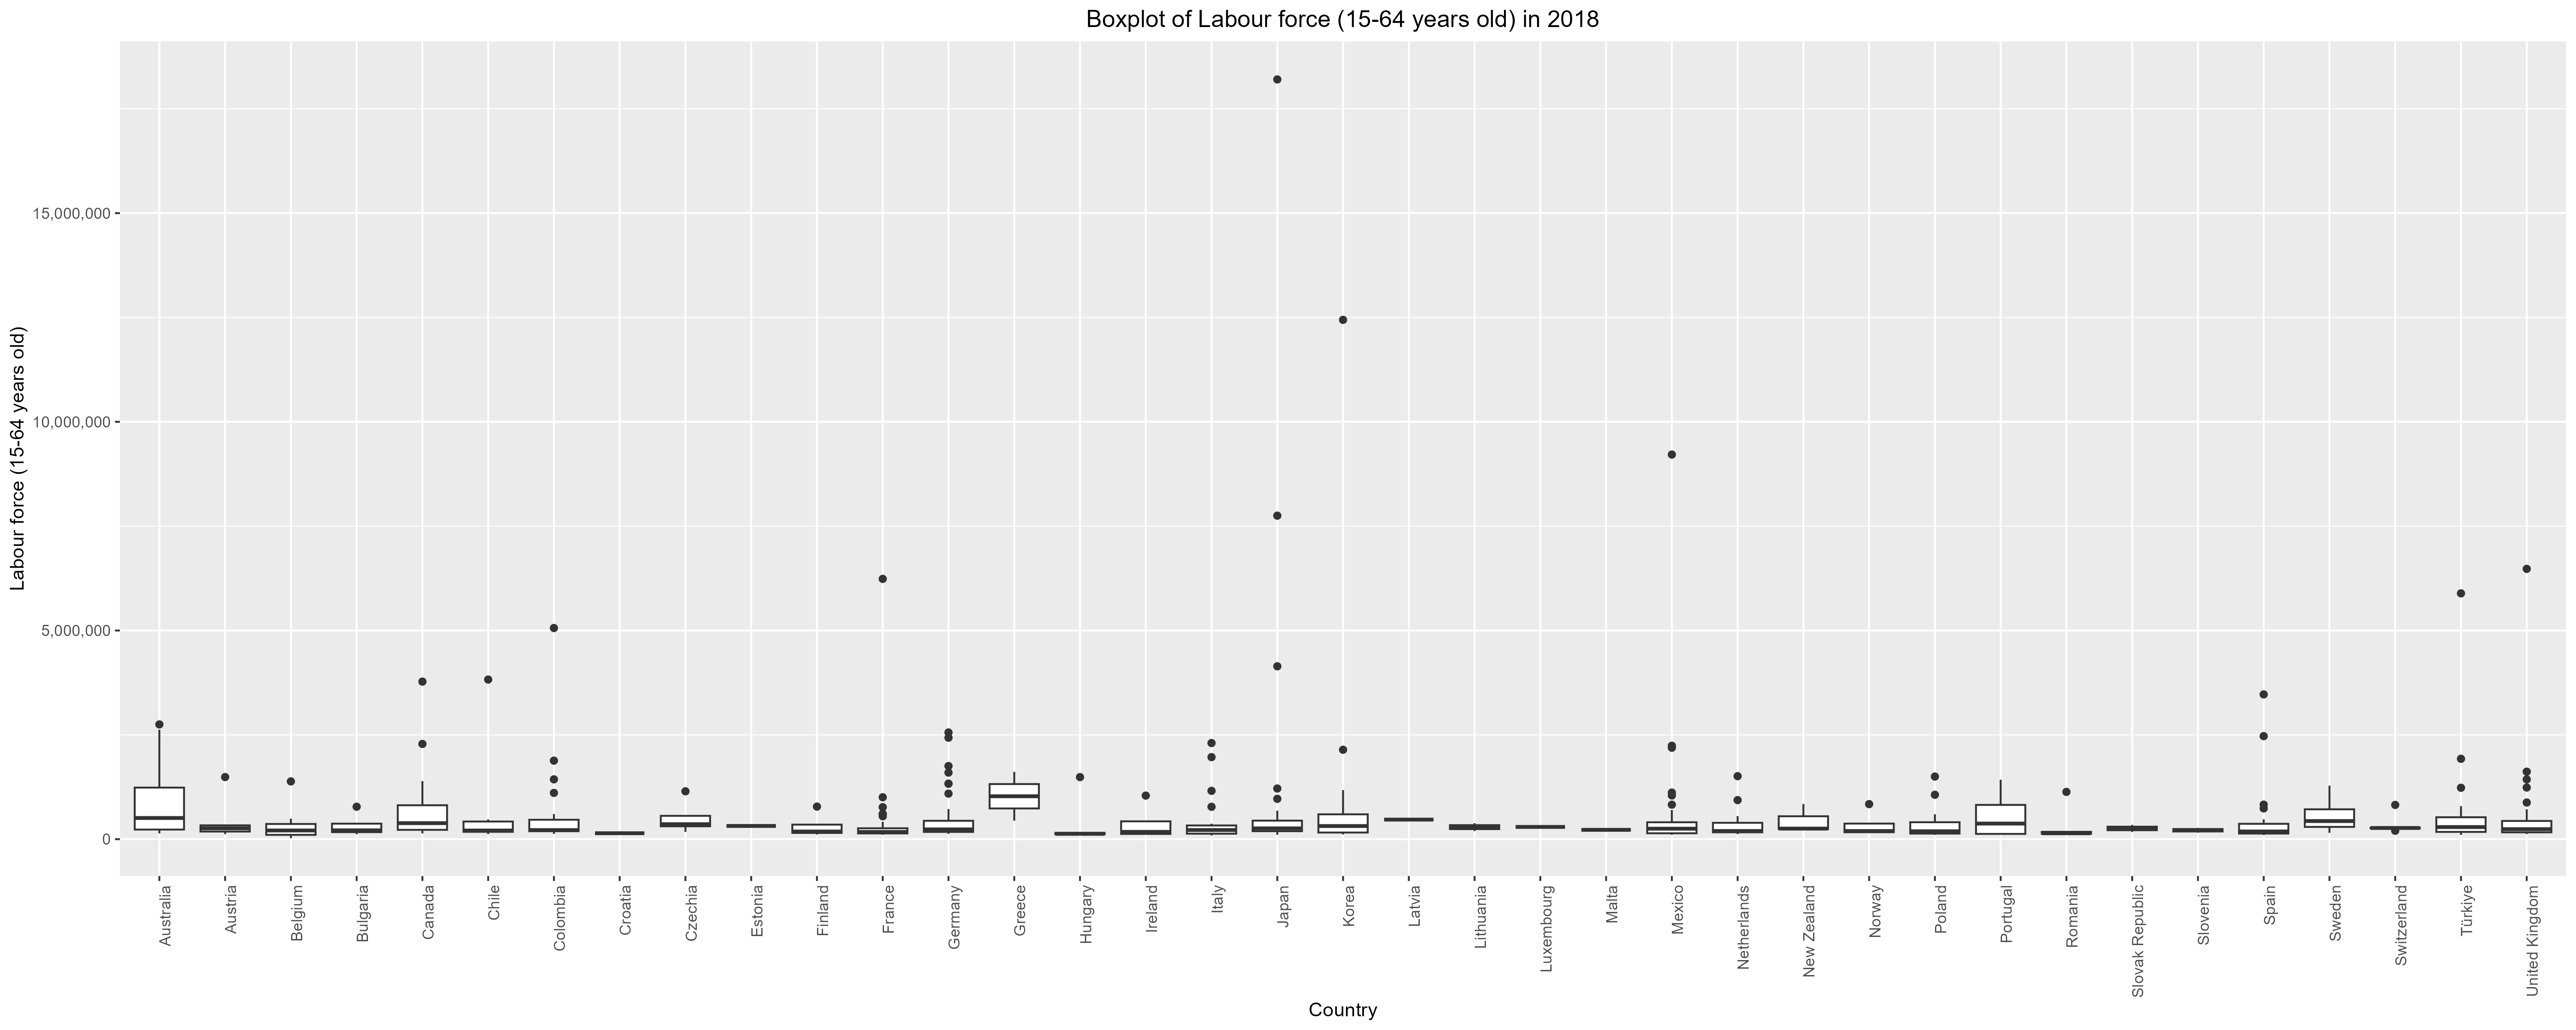 Boxplot of Labour force (15-64 years old) in 2018
Labour force (15-64 years old)
15,000,000
10,000,000
5,000,000
0
Australia
Austria
Belgium
Bulgaria
Canada
Chile
Colombia
Croatia
Czechia
Estonia
Finland
France
Germany
Greece
Hungary
Ireland
Italy
Japan
Korea
Latvia
Lithuania
Luxembourg
Malta
Mexico
Netherlands
New Zealand
Norway
Poland
Portugal
Romania
Slovak Republic
Slovenia
Spain
Sweden
Switzerland
Türkiye
United Kingdom
Country